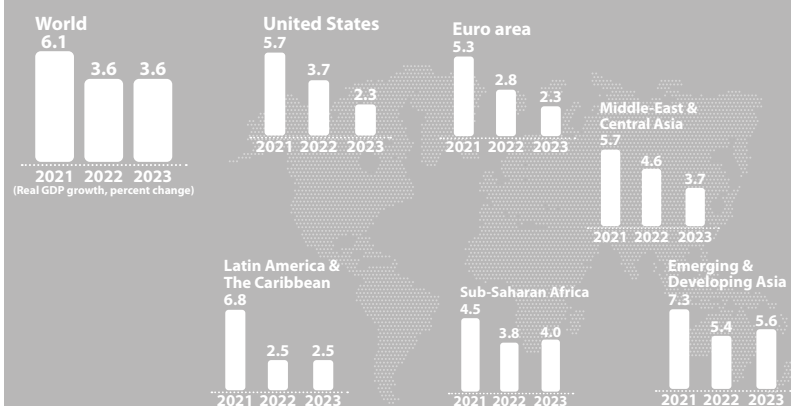 World
6.1
3.6 3.6
2021 2022 2023
(Real GDP growth, percent change)
United States
5.7
3.7
2.3
2021 2022 2023
Euro area
5.3
2.8
2.3
2021 2022 2023
Middle-East &
Central Asia
5.7
4.6
3.7
2021 2022 2023
Latin America &
The Caribbean
6.8
2.5 2.5
2021 2022 2023
Sub-Saharan Africa
4.5
3.8 4.0
2021 2022 2023
Emerging &
Developing Asia
7.3
5.4 5.6
2021 2022 2023